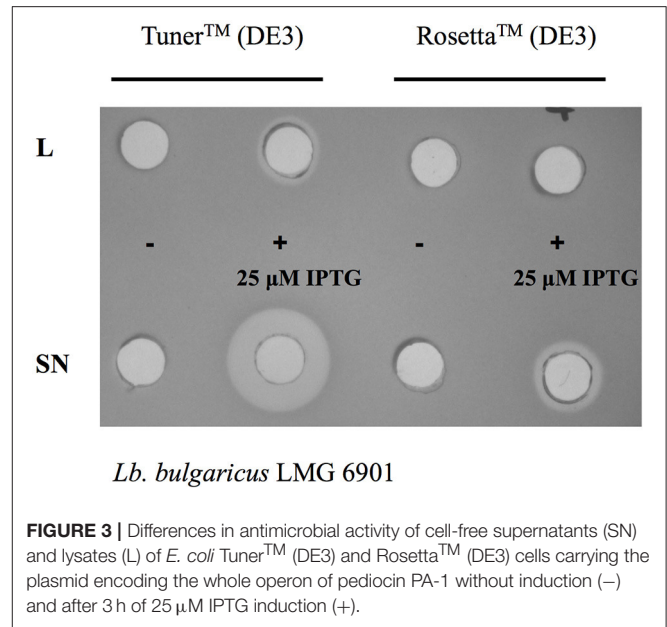 Tuner™ (DE3) Rosetta™ (DE3)
L
- + - +
25 µM IPTG 25 µM IPTG
SN
Lb. bulgaricus LMG 6901
FIGURE 3 | Differences in antimicrobial activity of cell-free supernatants (SN)
and lysates (L) of E. coli Tuner™ (DE3) and Rosetta™ (DE3) cells carrying the
plasmid encoding the whole operon of pediocin PA-1 without induction (−)
and after 3 h of 25 µM IPTG induction (+).